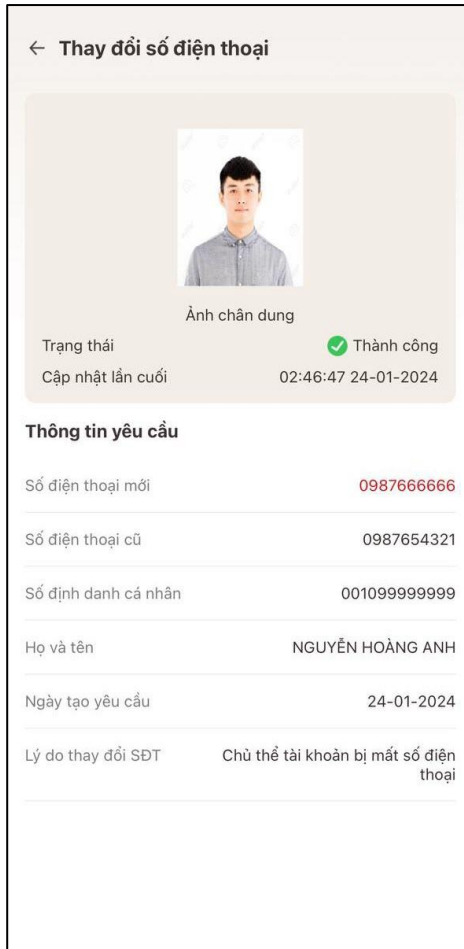 ← Thay đổi số điện thoại
Ảnh chân dung
Trạng thái Thành công
Cập nhật lần cuối 02:46:47 24-01-2024
Thông tin yêu cầu
Số điện thoại mới 0987666666
Số điện thoại cũ 0987654321
Số định danh cá nhân 001099999999
Họ và tên NGUYỄN HOÀNG ANH
Ngày tạo yêu cầu 24-01-2024
Lý do thay đổi SĐT Chủ thể tài khoản bị mất số điện
thoại